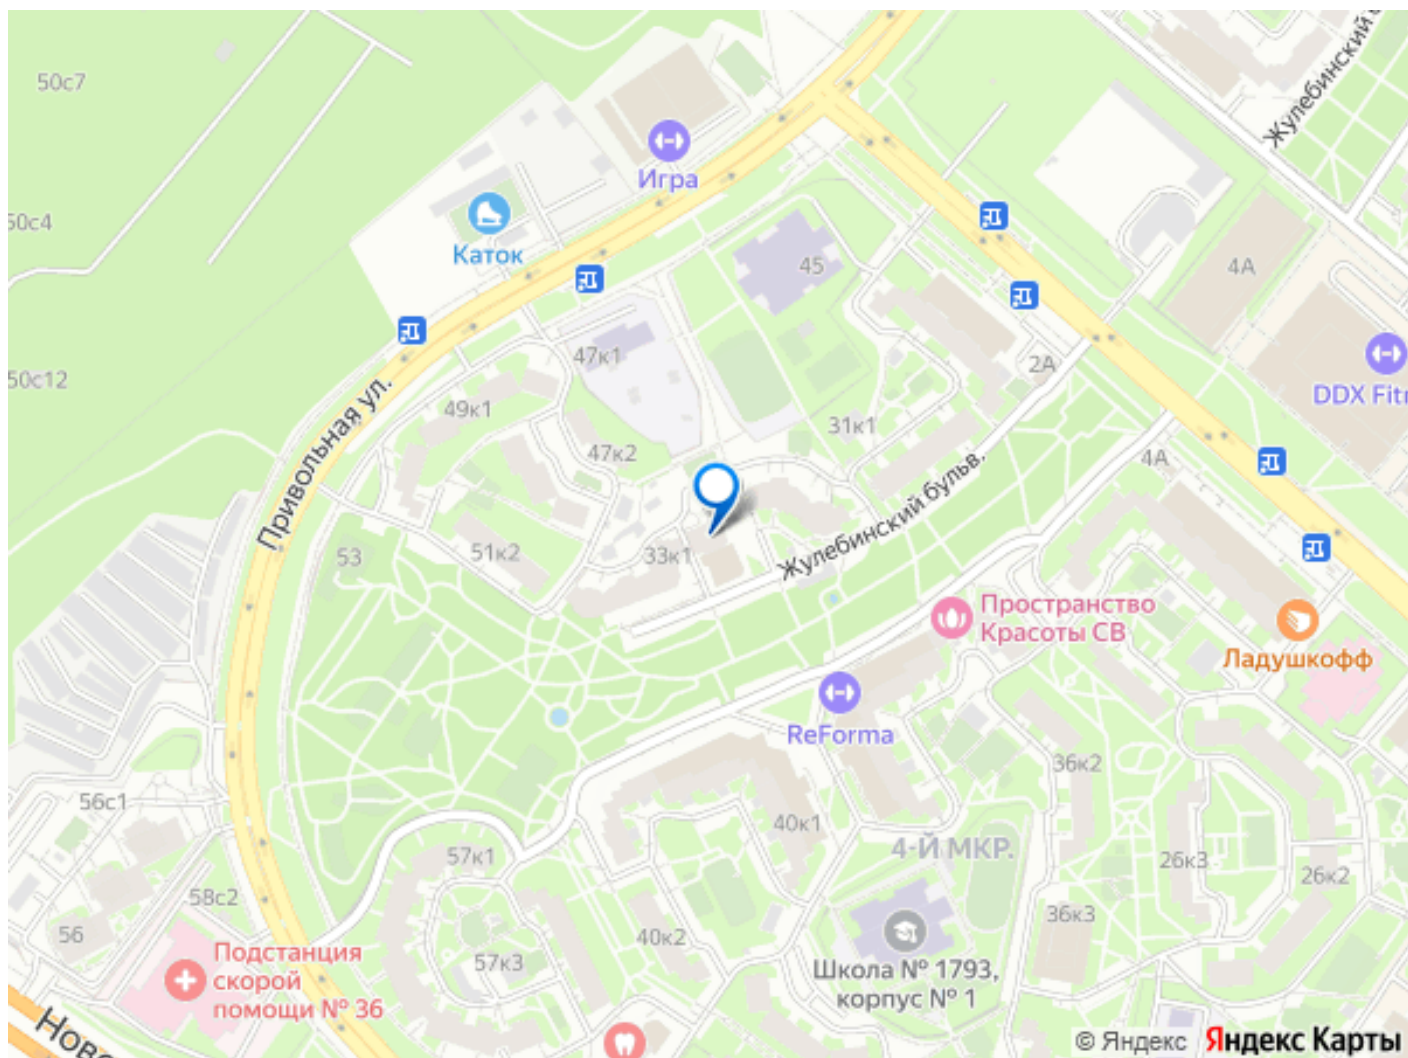 50с7
Жулебинский
Игра
50с4
Каток
45
4А
47к1
2А
50с12
DDX Fit
49к1
31к1
47к2
Привольная ул.
4А
Жулебинский бульв.
53
51к2
33к1
Пространство
Красоты СВ
Ладушкофф
ReForma
36к2
56с1
40к1
4-Й МКР.
57к1
26к3
26к2
58с2
36к3
56
40к2
Подстанция
скорой
помощи № 36
57к3
Школа № 1793,
корпус № 1
Ново
© Яндекс Яндекс Карты